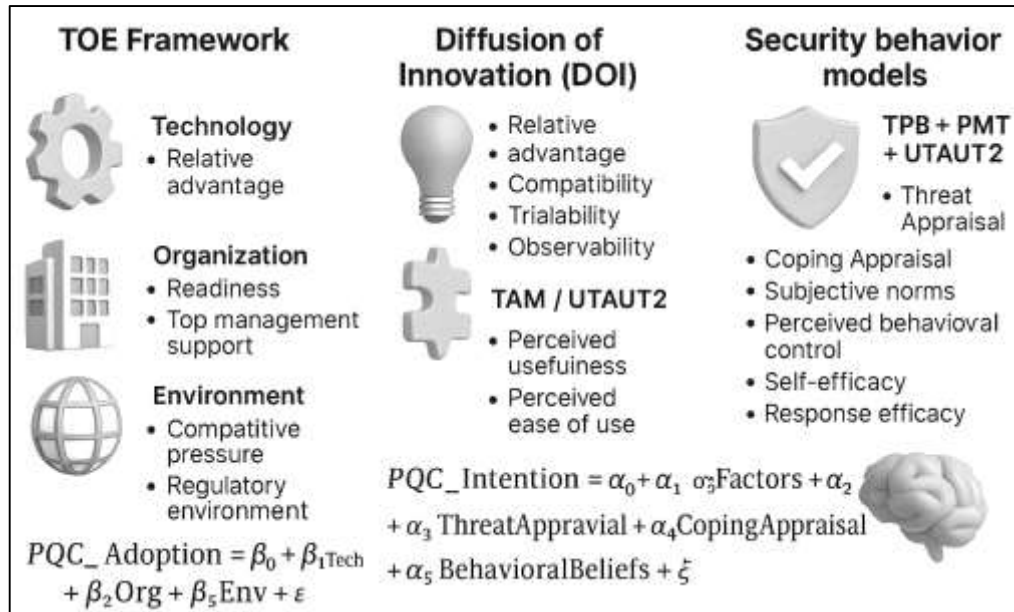 TOE Framework
Technology
• Relative
advantage
Organization
• Readiness
• Top management
support
Environment
• Compatitive
pressure
• Regulatory
environment
PQC_ Adoption = β₀ + β₁Tech
+ β₂Org + β₅Env + ε
Diffusion of
Innovation (DOI)
• Relative
• advantage
• Compatibility
• Trialability
• Observability
TAM / UTAUT2
• Perceived
usefuiness
• Perceived
ease of use
Security behavior
models
TPB + PMT
+ UTAUT2
• Threat
Appraisal
• Coping Appraisal
• Subjective norms
• Perceived behavioval
control
• Self-efficacy
• Response efficacy
PQC_Intention = α₀ + α₁ Factors + α₂
+ α₃ ThreatAppravial + α₄CopingAppraisal
+ α₅ BehavioralBeliefs + ξ